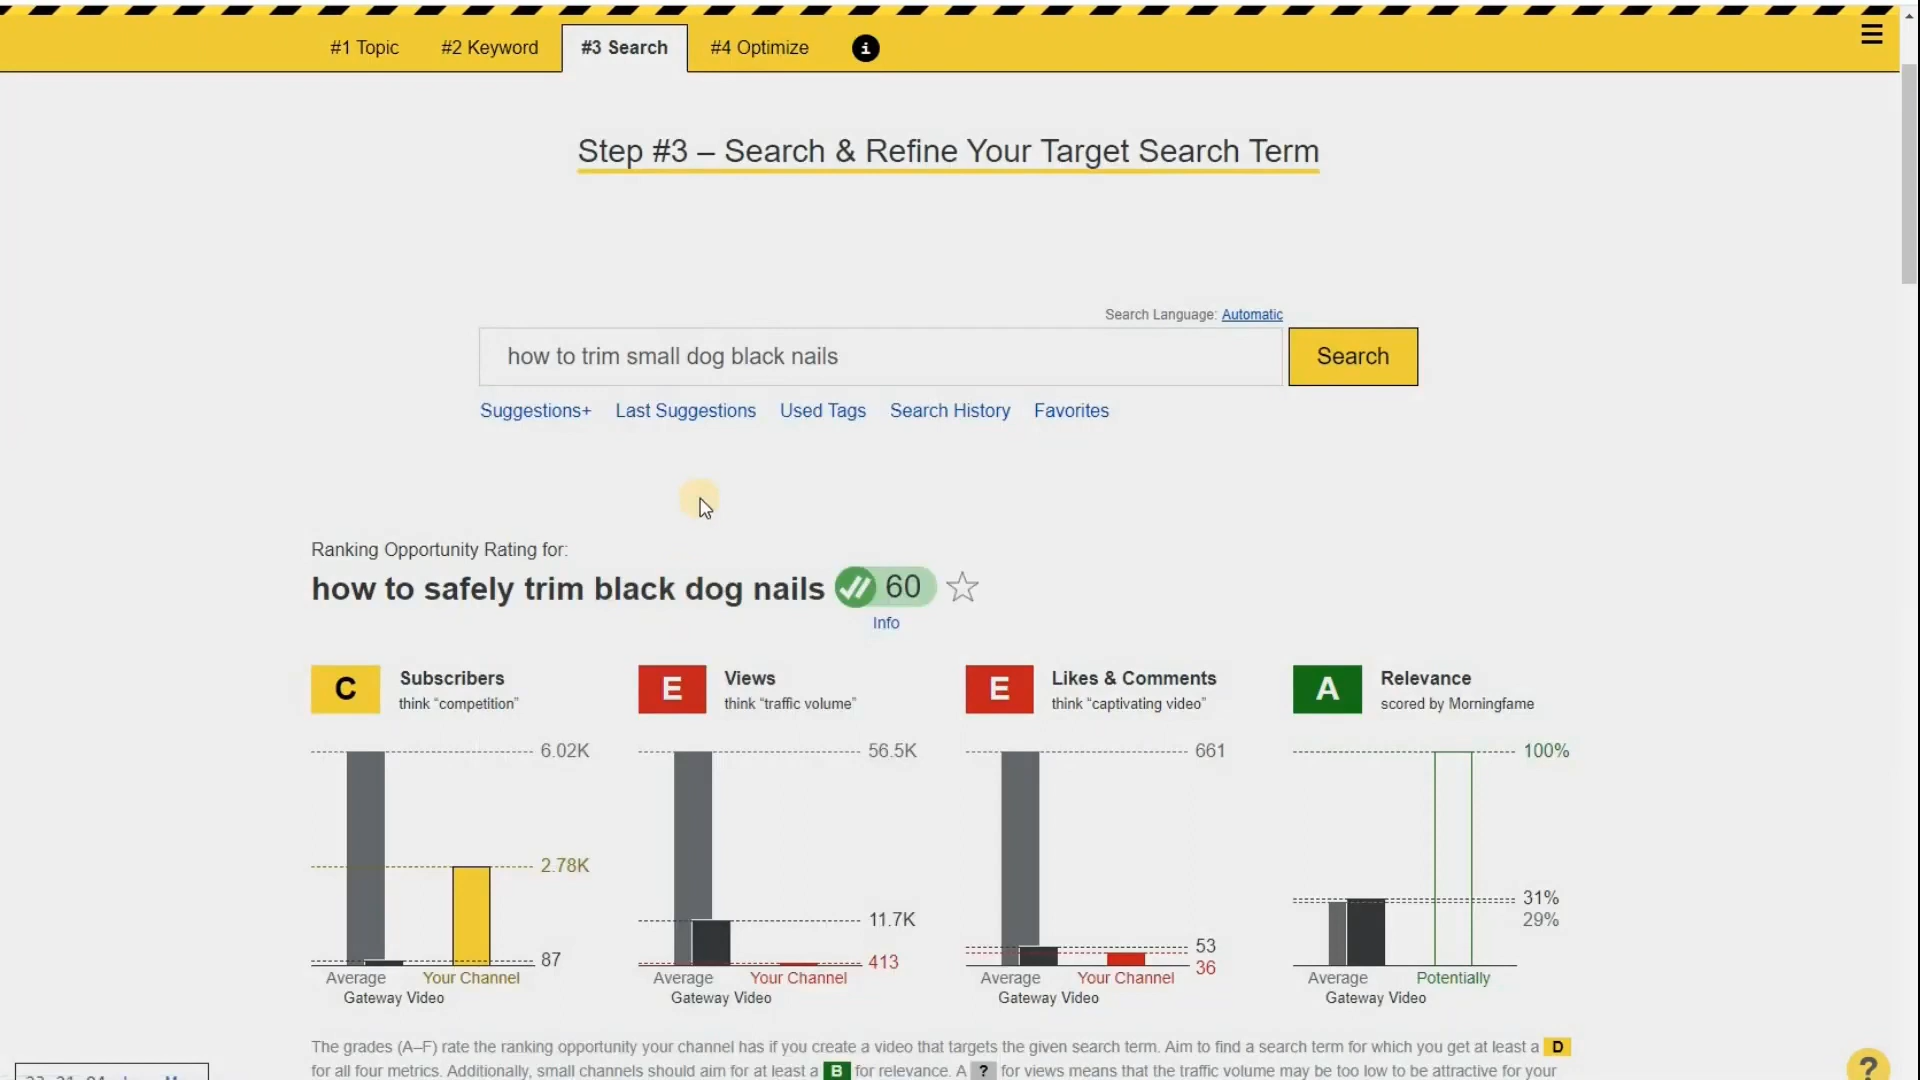 #1 Topic #2 Keyword #3 Search #4 Optimize i
Step #3 – Search & Refine Your Target Search Term
Search Language: Automatic
how to trim small dog black nails Search
Suggestions+ Last Suggestions Used Tags Search History Favorites
Ranking Opportunity Rating for:
how to safely trim black dog nails 60
Info
C Subscribers E Views E Likes & Comments A Relevance
think “competition” think “traffic volume” think “captivating video” scored by Morningfame
6.02K 56.5K 661 100%
2.78K
31%
11.7K 29%
53
87 413 36
Average Your Channel Average Your Channel Average Your Channel Average Potentially
Gateway Video Gateway Video Gateway Video Gateway Video
The grades (A–F) rate the ranking opportunity your channel has if you create a video that targets the given search term. Aim to find a search term for which you get at least a D
for all four metrics. Additionally, small channels should aim for at least a B for relevance. A ? for views means that the traffic volume may be too low to be attractive for your
?